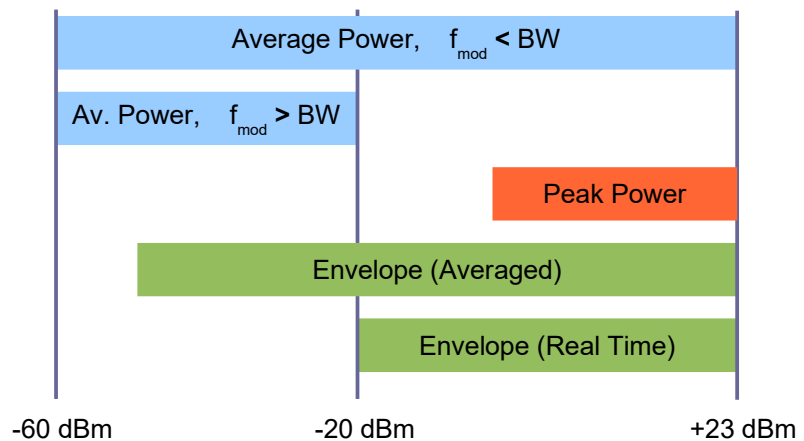 Average Power, fmod < BW
Av. Power, fmod > BW
Peak Power
Envelope (Averaged)
Envelope (Real Time)
-60 dBm -20 dBm +23 dBm